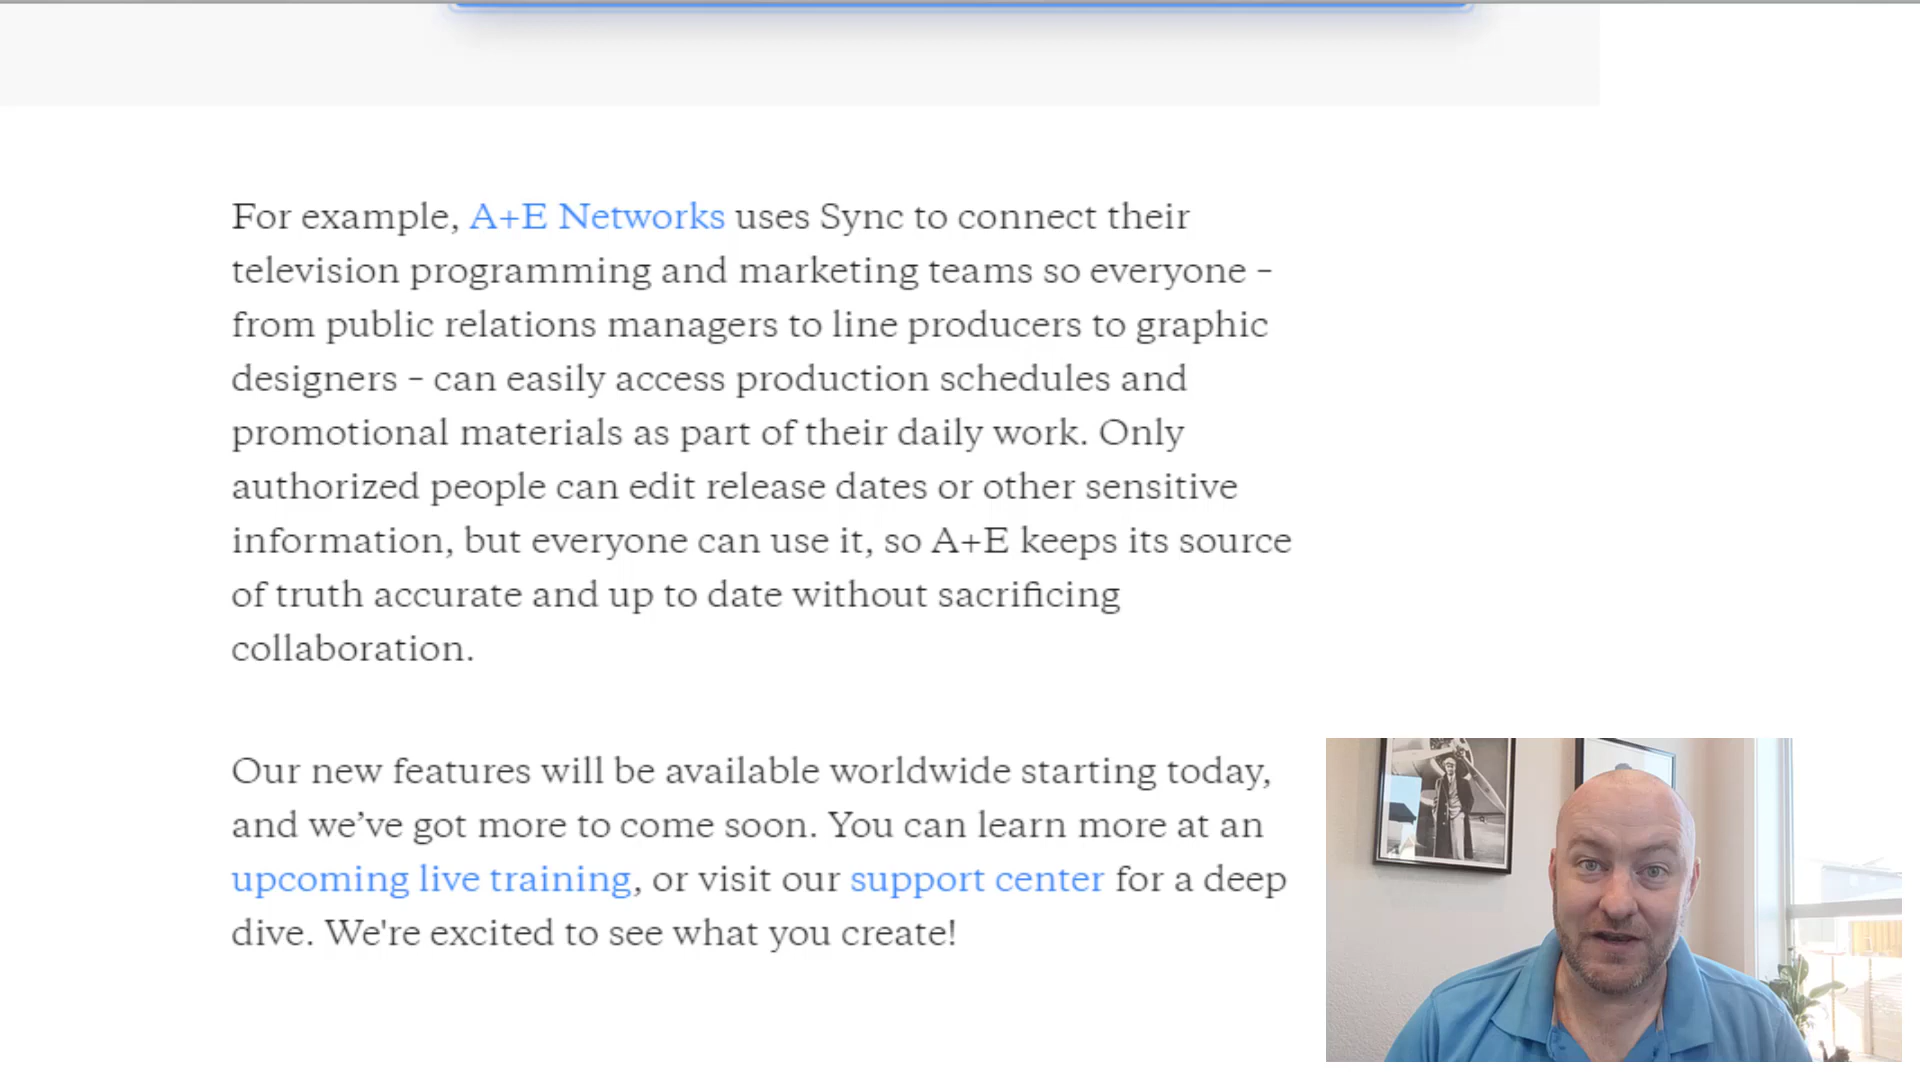 For example, A+E Networks uses Sync to connect their
television programming and marketing teams so everyone –
from public relations managers to line producers to graphic
designers – can easily access production schedules and
promotional materials as part of their daily work. Only
authorized people can edit release dates or other sensitive
information, but everyone can use it, so A+E keeps its source
of truth accurate and up to date without sacrificing
collaboration.
Our new features will be available worldwide starting today,
and we’ve got more to come soon. You can learn more at an
upcoming live training, or visit our support center for a deep
dive. We're excited to see what you create!